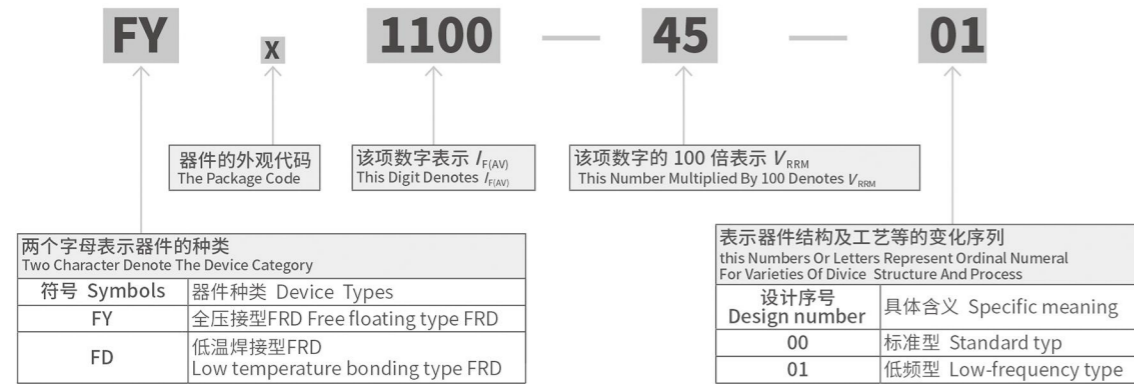 FY x 1100 — 45 — 01
器件的外观代码
The Package Code
该项数字表示 IF(AV)
This Digit Denotes IF(AV)
该项数字的 100 倍表示 VRRM
This Number Multiplied By 100 Denotes VRRM
两个字母表示器件的种类
Two Character Denote The Device Category
符号 Symbols 器件种类 Device Types
FY 全压接型FRD Free floating type FRD
FD 低温焊接型FRD
Low temperature bonding type FRD
表示器件结构及工艺等的变化序列
this Numbers Or Letters Represent Ordinal Numeral
For Varieties Of Divice Structure And Process
设计序号
Design number 具体含义 Specific meaning
00 标准型 Standard typ
01 低频型 Low-frequency type